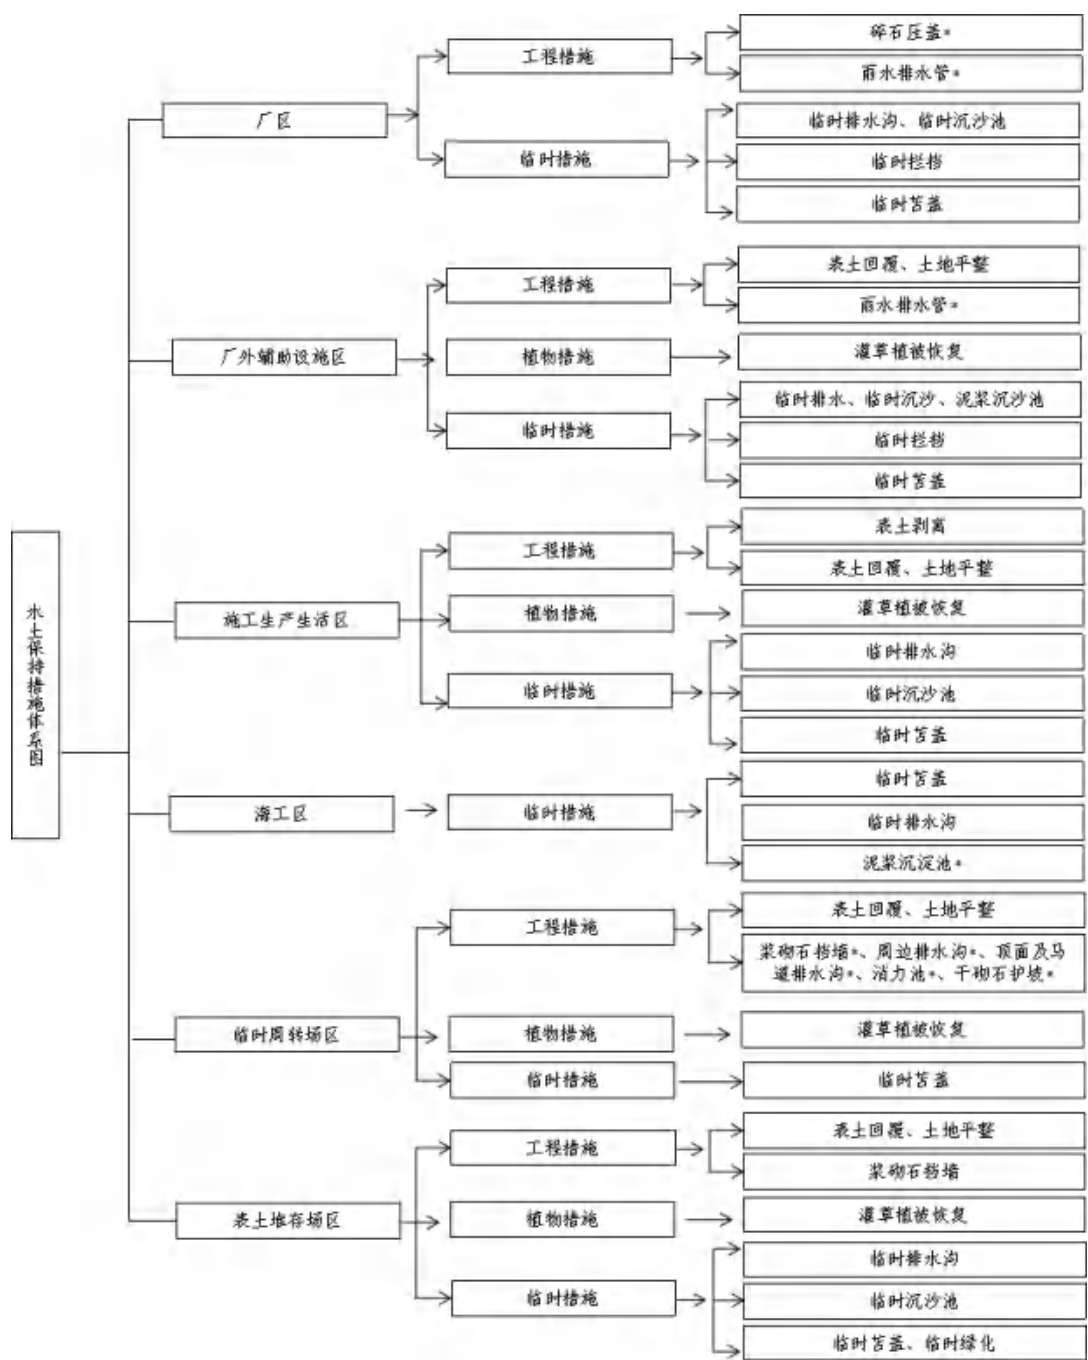 水土保持措施体系图
厂区
工程措施
碎石压盖*
雨水排水管*
临时措施
临时排水沟、临时沉沙池
临时拦挡
临时苫盖
厂外辅助设施区
工程措施
表土回覆、土地平整
雨水排水管*
植物措施
灌草植被恢复
临时措施
临时排水、临时沉沙、泥浆沉沙池
临时拦挡
临时苫盖
施工生产生活区
工程措施
表土剥离
表土回覆、土地平整
植物措施
灌草植被恢复
临时措施
临时排水沟
临时沉沙池
临时苫盖
海工区
临时措施
临时苫盖
临时排水沟
泥浆沉淀池*
临时周转场区
工程措施
表土回覆、土地平整
浆砌石挡墙*、周边排水沟*、顶面及马
道排水沟*、消力池*、干砌石护坡*
植物措施
灌草植被恢复
临时措施
临时苫盖
表土堆存场区
工程措施
表土回覆、土地平整
浆砌石挡墙
植物措施
灌草植被恢复
临时措施
临时排水沟
临时沉沙池
临时苫盖、临时绿化